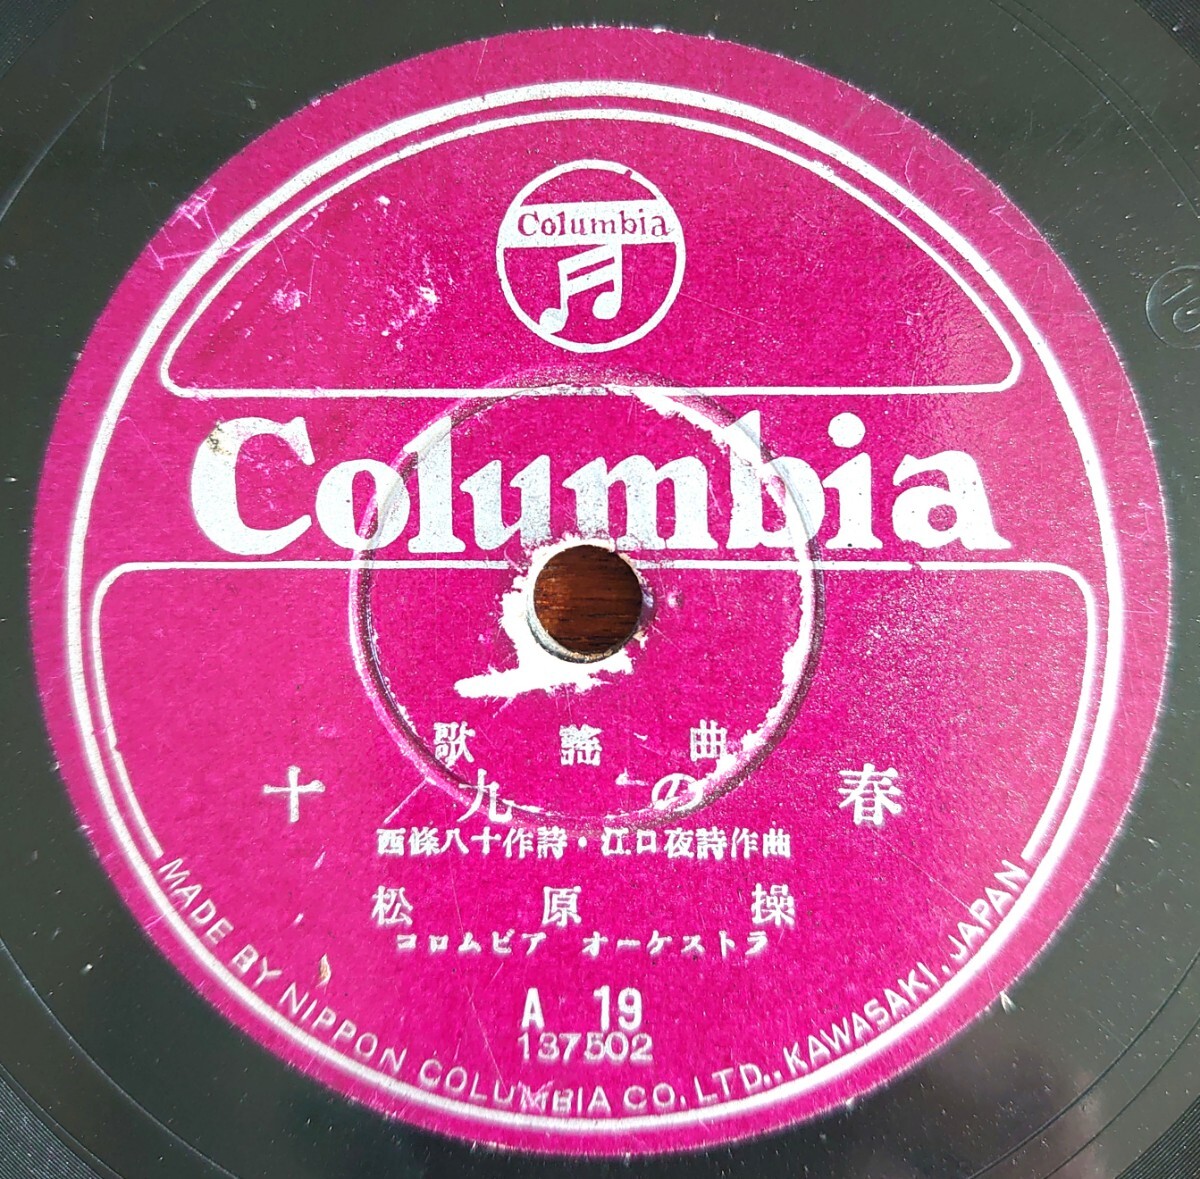 Columbia
Columbia
歌謡曲
十九の春
西條八十作詩・江口夜詩作曲
松原操
コロムビア オーケストラ
A 19
137502
MADE BY NIPPON COLUMBIA CO., LTD., KAWASAKI, JAPAN